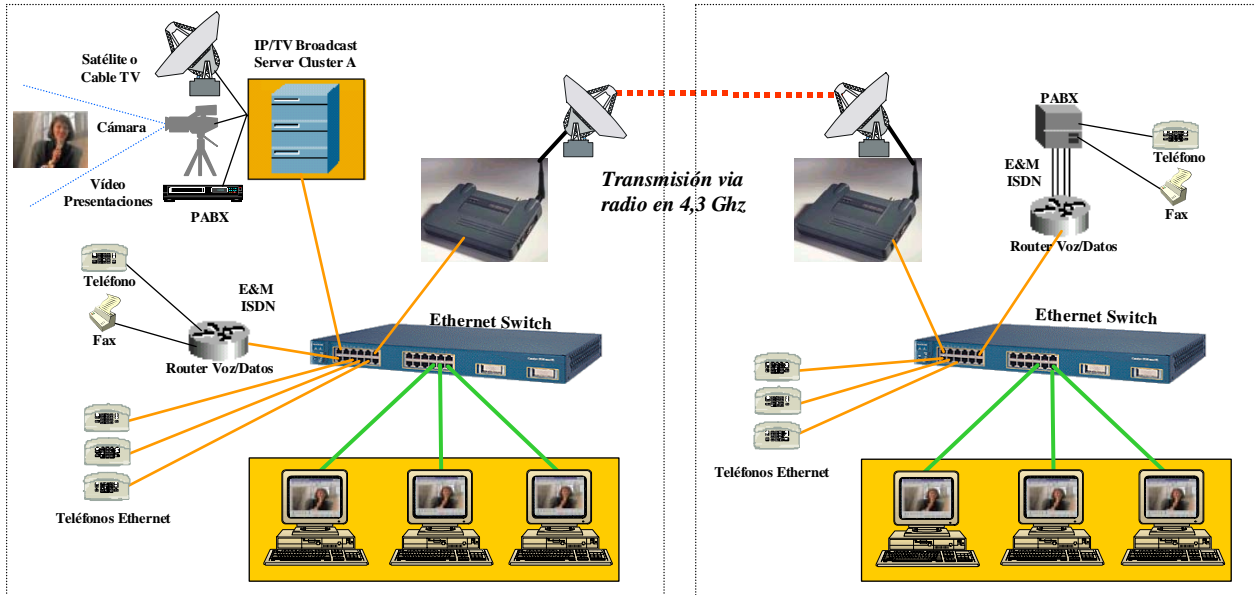 Satélite o
Cable TV
IP/TV Broadcast
Server Cluster A
Cámara
Vídeo
Presentaciones
PABX
Transmisión via
radio en 4,3 Ghz
Teléfono
Fax
E&M
ISDN
Router Voz/Datos
Ethernet Switch
Teléfonos Ethernet
PABX
Teléfono
E&M
ISDN
Fax
Router Voz/Datos
Ethernet Switch
Teléfonos Ethernet